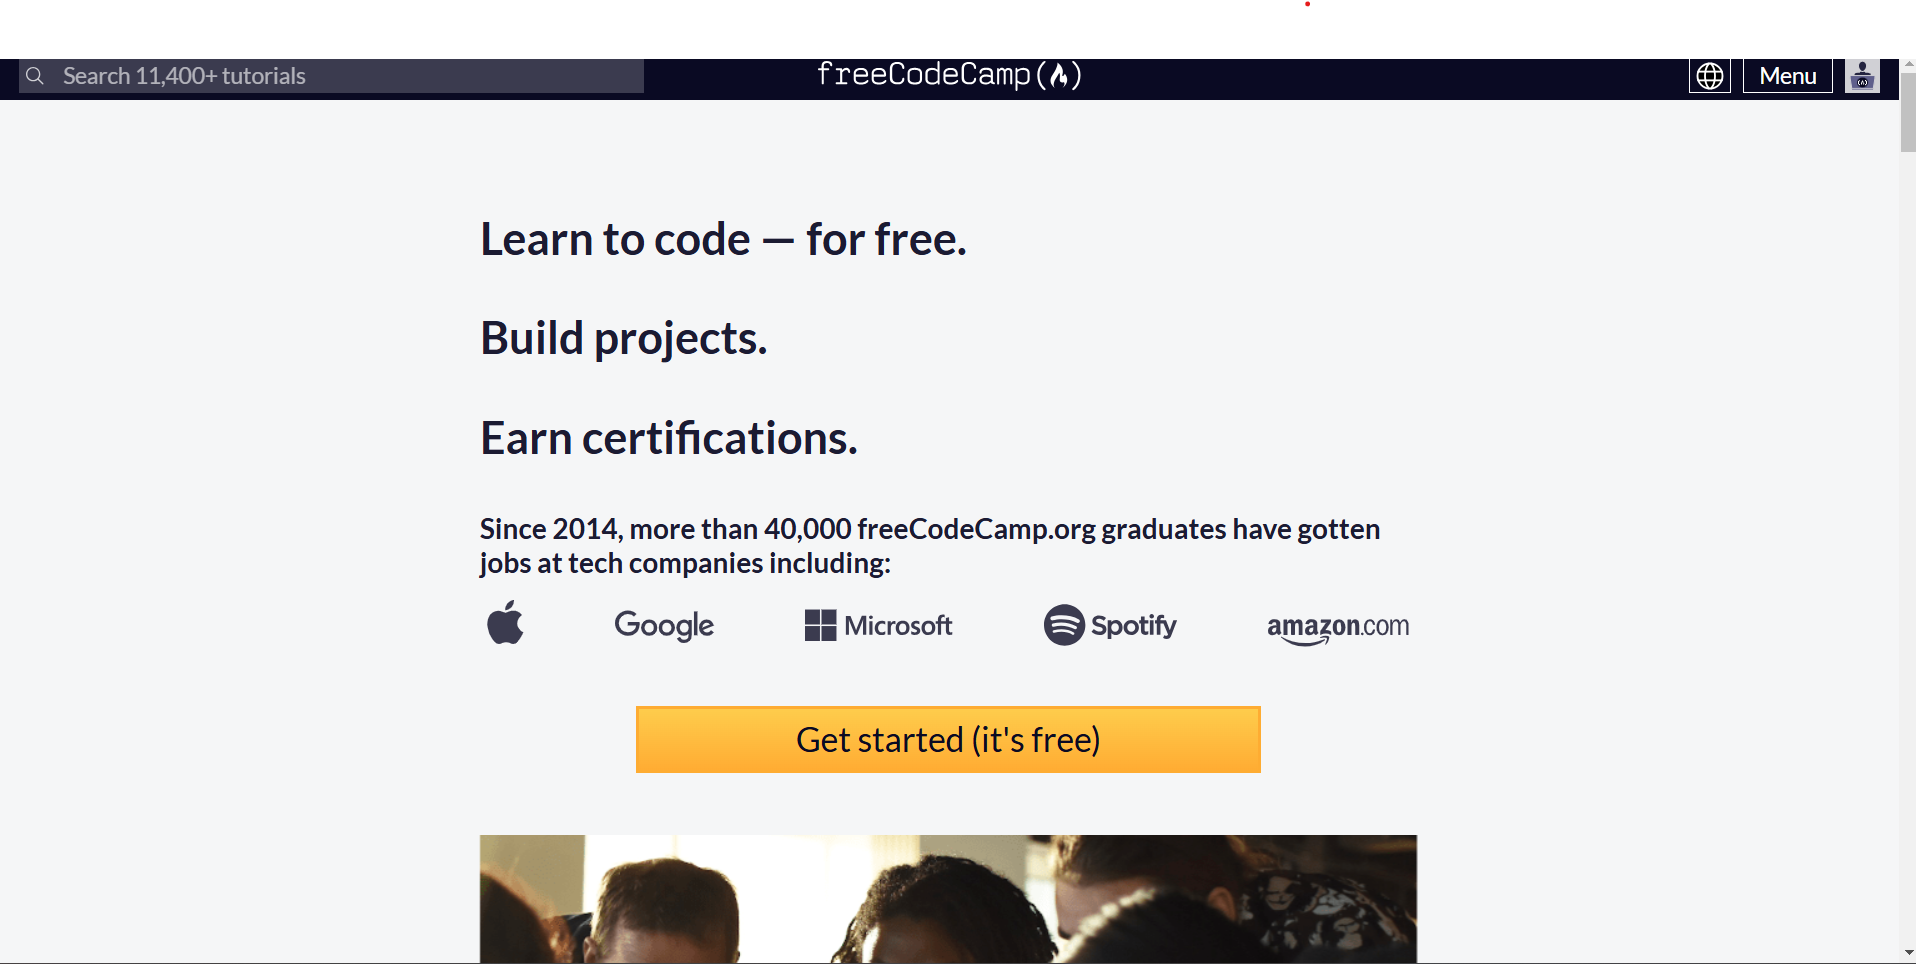 Search 11,400+ tutorials
freeCodeCamp(🔥)
Menu
Learn to code — for free.
Build projects.
Earn certifications.
Since 2014, more than 40,000 freeCodeCamp.org graduates have gotten
jobs at tech companies including:
Google
Microsoft
Spotify
amazon.com
Get started (it's free)